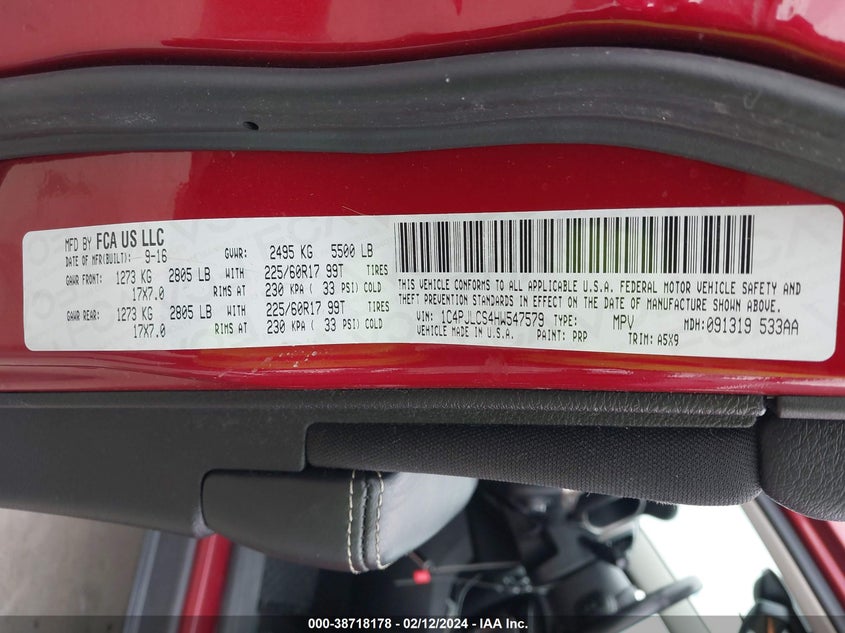 MFD BY FCA US LLC
DATE OF MFR(BUILT): 9-16 GVWR: 2495 KG 5500 LB
GAWR FRONT: 1273 KG 2805 LB WITH 225/60R17 99T TIRES
17X7.0 RIMS AT 230 KPA ( 33 PSI) COLD
GAWR REAR: 1273 KG 2805 LB WITH 225/60R17 99T TIRES
17X7.0 RIMS AT 230 KPA ( 33 PSI) COLD
THIS VEHICLE CONFORMS TO ALL APPLICABLE U.S.A. FEDERAL MOTOR VEHICLE SAFETY AND
THEFT PREVENTION STANDARDS IN EFFECT ON THE DATE OF MANUFACTURE SHOWN ABOVE.
VIN: 1C4PJLCS4HW547579 TYPE: MPV MDH:091319 533AA
VEHICLE MADE IN U.S.A. PAINT: PRP TRIM: A5X9
000-38718178 - 02/12/2024 - IAA Inc.